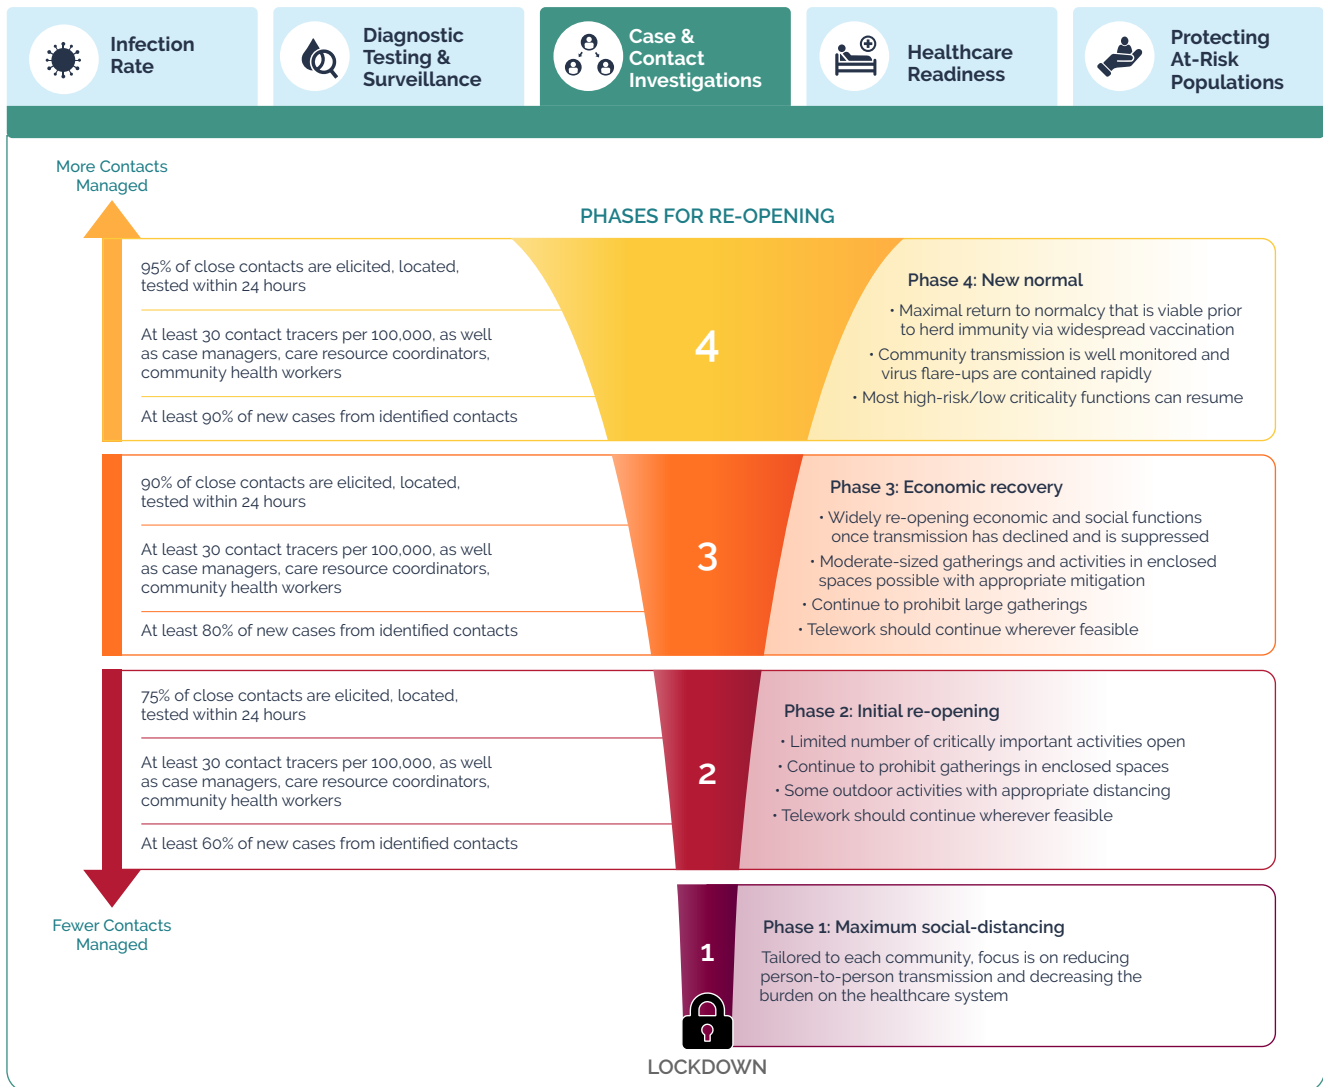 Infection
Rate
Diagnostic
Testing &
Surveillance
Case &
Contact
Investigations
Healthcare
Readiness
Protecting
At-Risk
Populations
More Contacts
Managed
PHASES FOR RE-OPENING
95% of close contacts are elicited, located,
tested within 24 hours
At least 30 contact tracers per 100,000, as well
as case managers, care resource coordinators,
community health workers
At least 90% of new cases from identified contacts
4
Phase 4: New normal
• Maximal return to normalcy that is viable prior
to herd immunity via widespread vaccination
• Community transmission is well monitored and
virus flare-ups are contained rapidly
• Most high-risk/low criticality functions can resume
90% of close contacts are elicited, located,
tested within 24 hours
At least 30 contact tracers per 100,000, as well
as case managers, care resource coordinators,
community health workers
At least 80% of new cases from identified contacts
3
Phase 3: Economic recovery
• Widely re-opening economic and social functions
once transmission has declined and is suppressed
• Moderate-sized gatherings and activities in enclosed
spaces possible with appropriate mitigation
• Continue to prohibit large gatherings
• Telework should continue wherever feasible
75% of close contacts are elicited, located,
tested within 24 hours
At least 30 contact tracers per 100,000, as well
as case managers, care resource coordinators,
community health workers
At least 60% of new cases from identified contacts
2
Phase 2: Initial re-opening
• Limited number of critically important activities open
• Continue to prohibit gatherings in enclosed spaces
• Some outdoor activities with appropriate distancing
• Telework should continue wherever feasible
Fewer Contacts
Managed
1
Phase 1: Maximum social-distancing
Tailored to each community, focus is on reducing
person-to-person transmission and decreasing the
burden on the healthcare system
LOCKDOWN